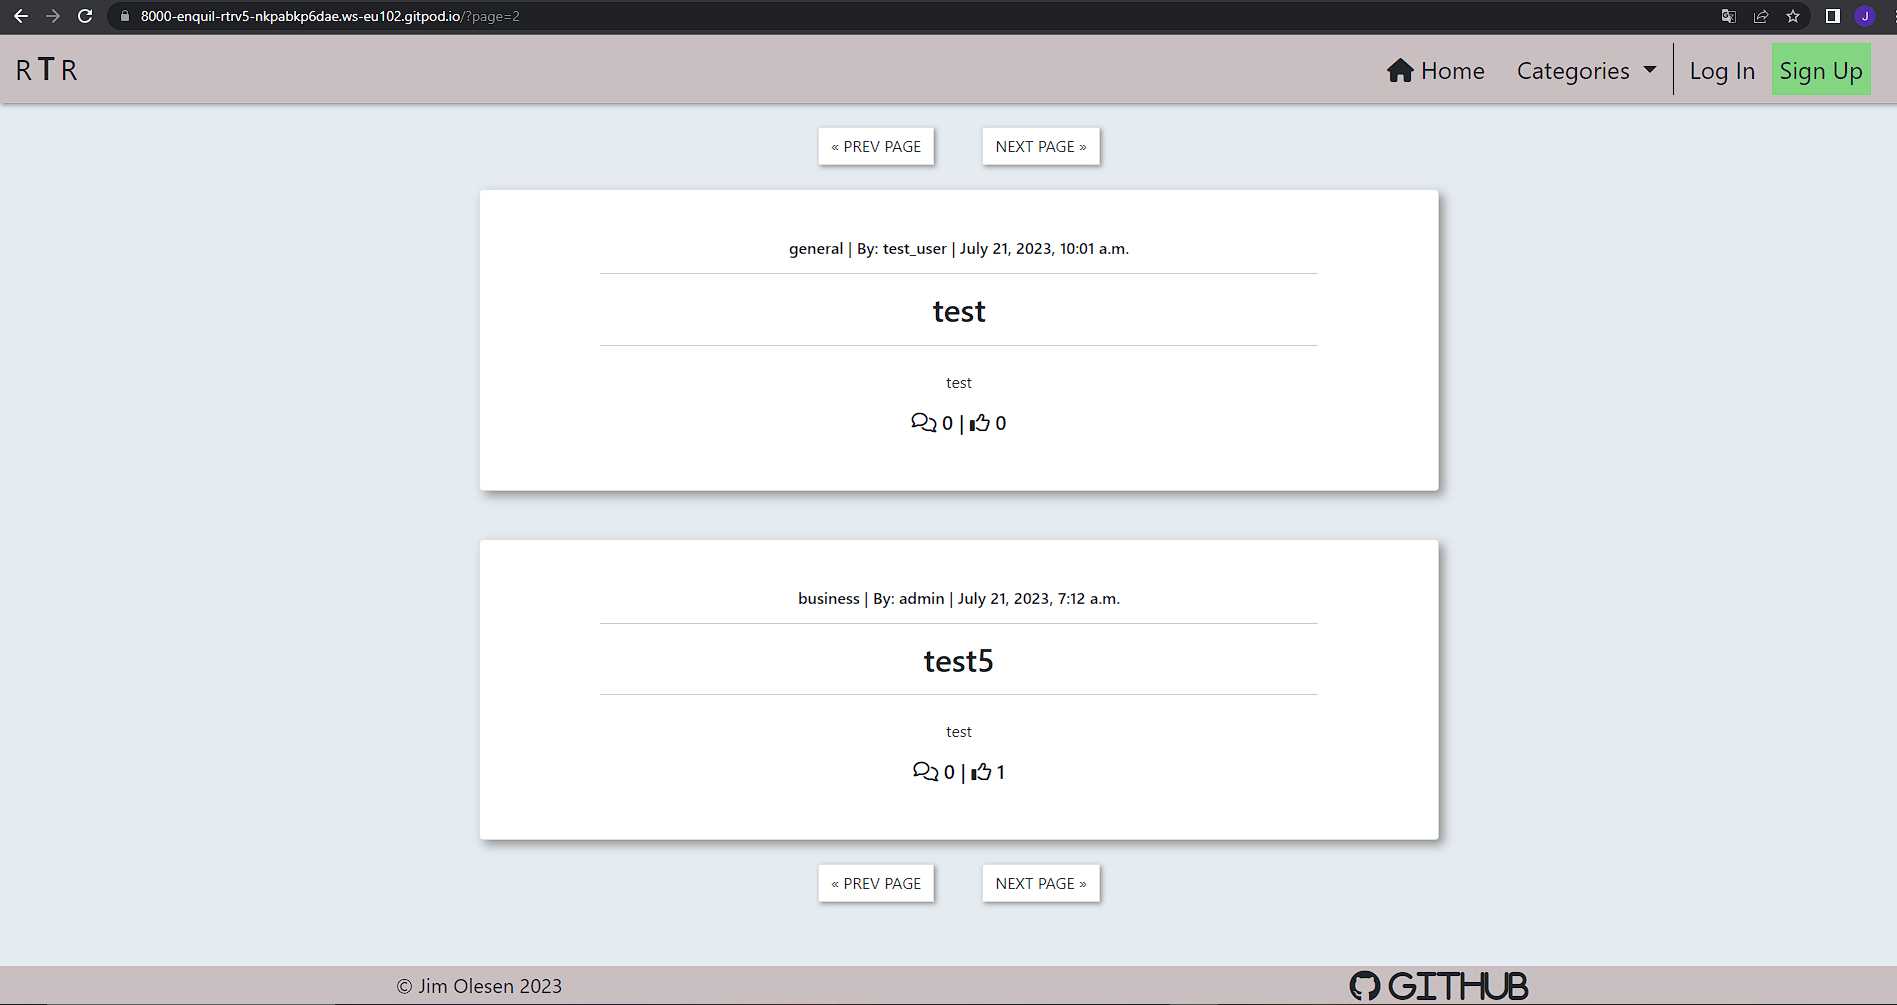 8000-enquil-rtrv5-nkpabkp6dae.ws-eu102.gitpod.io/?page=2
J
R T R
Home Categories Log In Sign Up
« PREV PAGE NEXT PAGE »
general | By: test_user | July 21, 2023, 10:01 a.m.
test
test
0 | 0
business | By: admin | July 21, 2023, 7:12 a.m.
test5
test
0 | 1
« PREV PAGE NEXT PAGE »
© Jim Olesen 2023 GITHUB